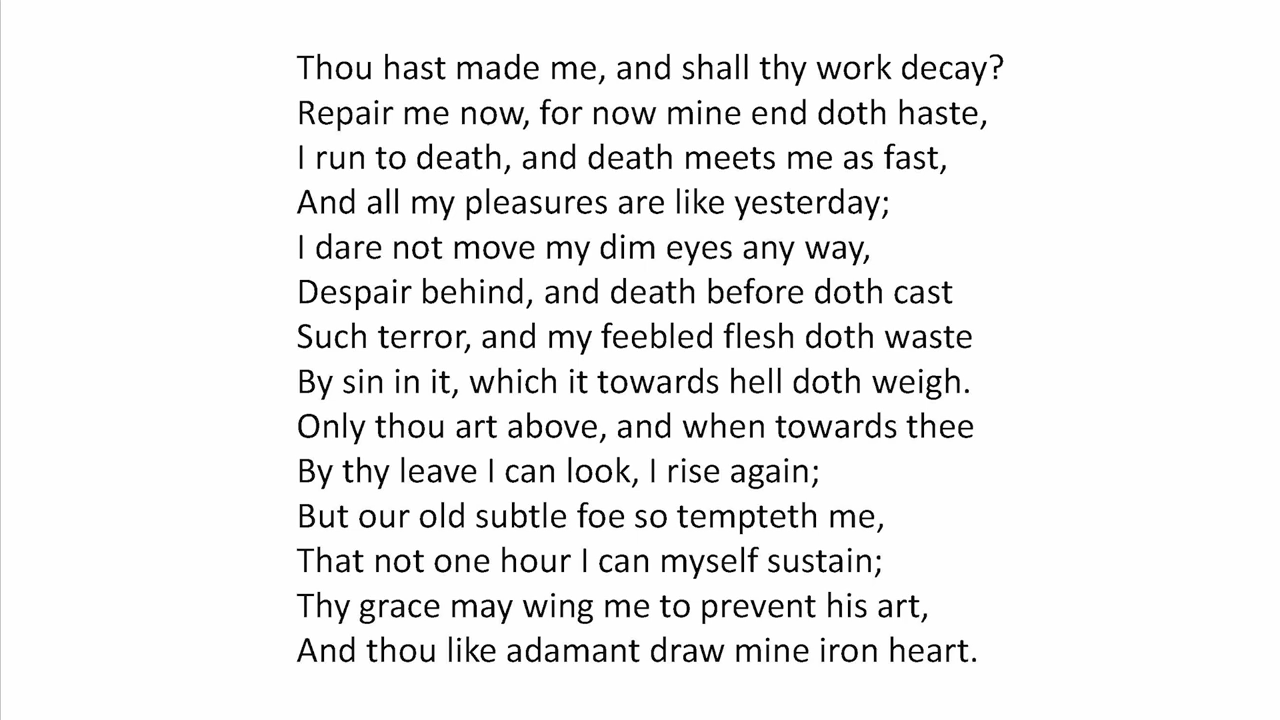 Thou hast made me, and shall thy work decay?
Repair me now, for now mine end doth haste,
I run to death, and death meets me as fast,
And all my pleasures are like yesterday;
I dare not move my dim eyes any way,
Despair behind, and death before doth cast
Such terror, and my feebled flesh doth waste
By sin in it, which it towards hell doth weigh.
Only thou art above, and when towards thee
By thy leave I can look, I rise again;
But our old subtle foe so tempteth me,
That not one hour I can myself sustain;
Thy grace may wing me to prevent his art,
And thou like adamant draw mine iron heart.